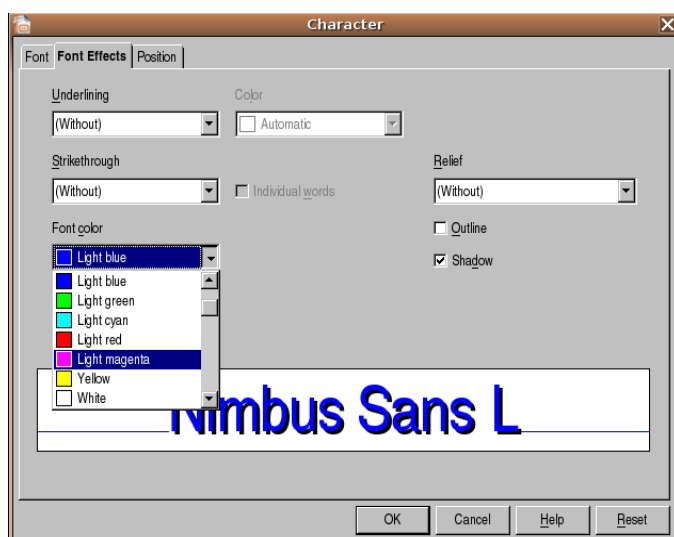 Character
Font Font Effects Position
Underlining Color
(Without) Automatic
Strikethrough Relief
(Without) Individual words (Without)
Font color Outline
Light blue Shadow
Light blue
Light green
Light cyan
Light red
Light magenta
Yellow
White
Nimbus Sans L
OK Cancel Help Reset